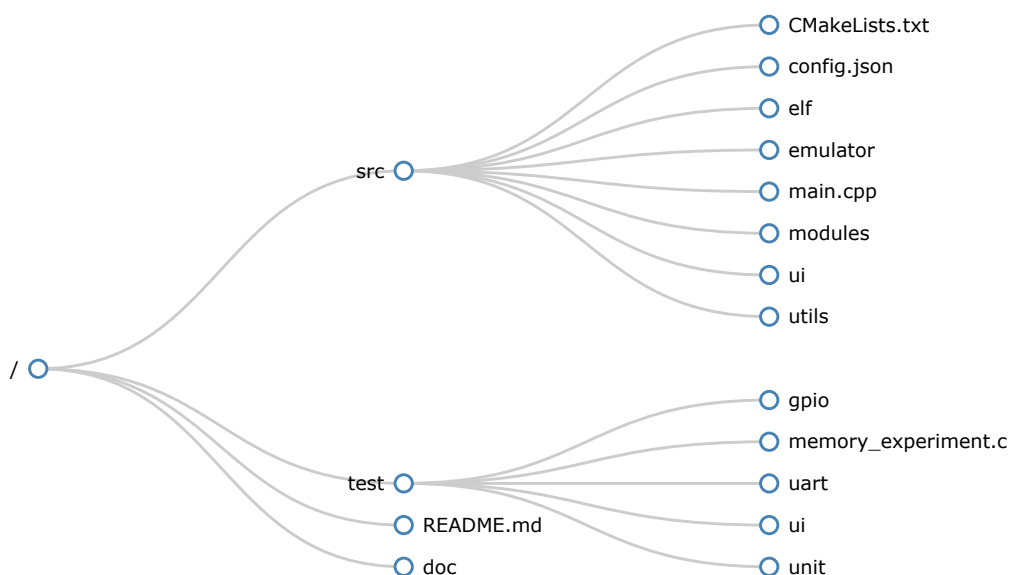 CMakeLists.txt
config.json
elf
emulator
main.cpp
src
modules
ui
utils
/
gpio
memory_experiment.c
test
uart
README.md
ui
doc
unit